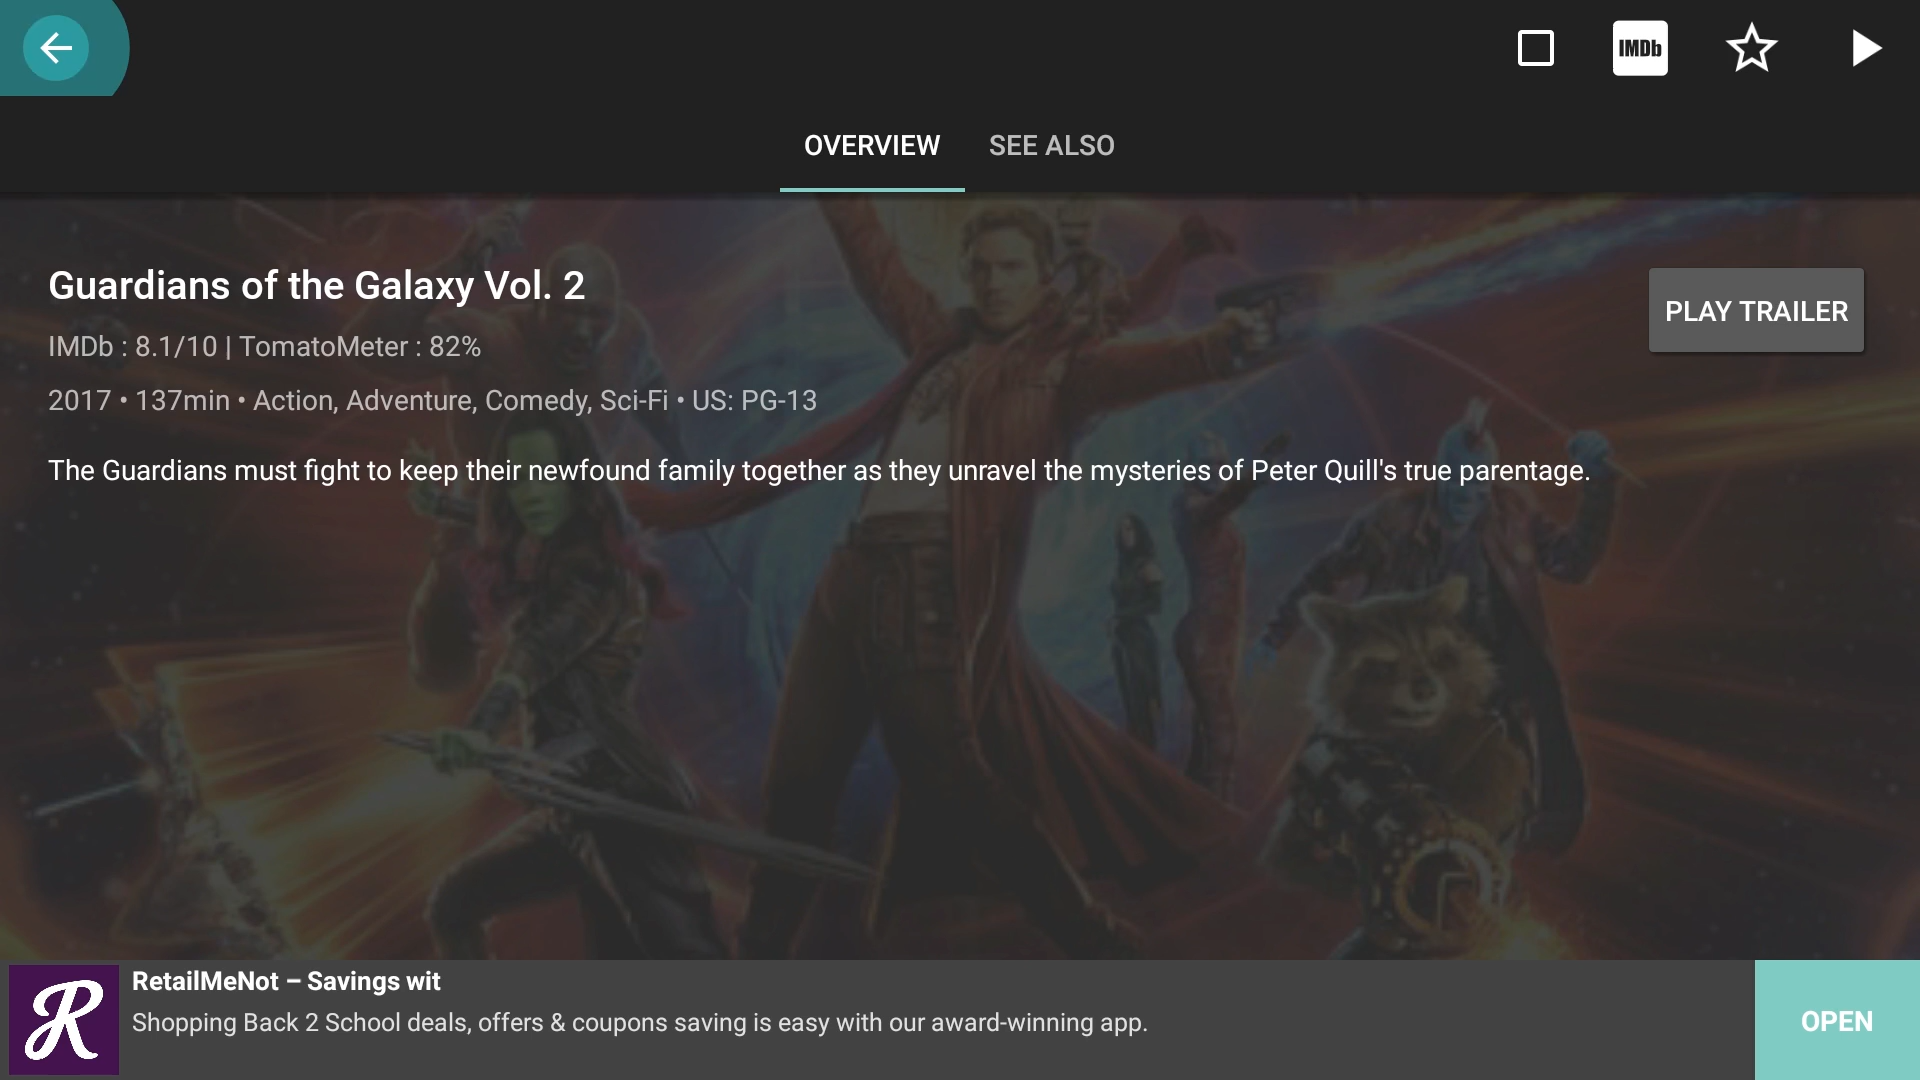 IMDb
OVERVIEW SEE ALSO
Guardians of the Galaxy Vol. 2
PLAY TRAILER
IMDb : 8.1/10 | TomatoMeter : 82%
2017 • 137min • Action, Adventure, Comedy, Sci-Fi • US: PG-13
The Guardians must fight to keep their newfound family together as they unravel the mysteries of Peter Quill's true parentage.
R
RetailMeNot – Savings wit
Shopping Back 2 School deals, offers & coupons saving is easy with our award-winning app.
OPEN